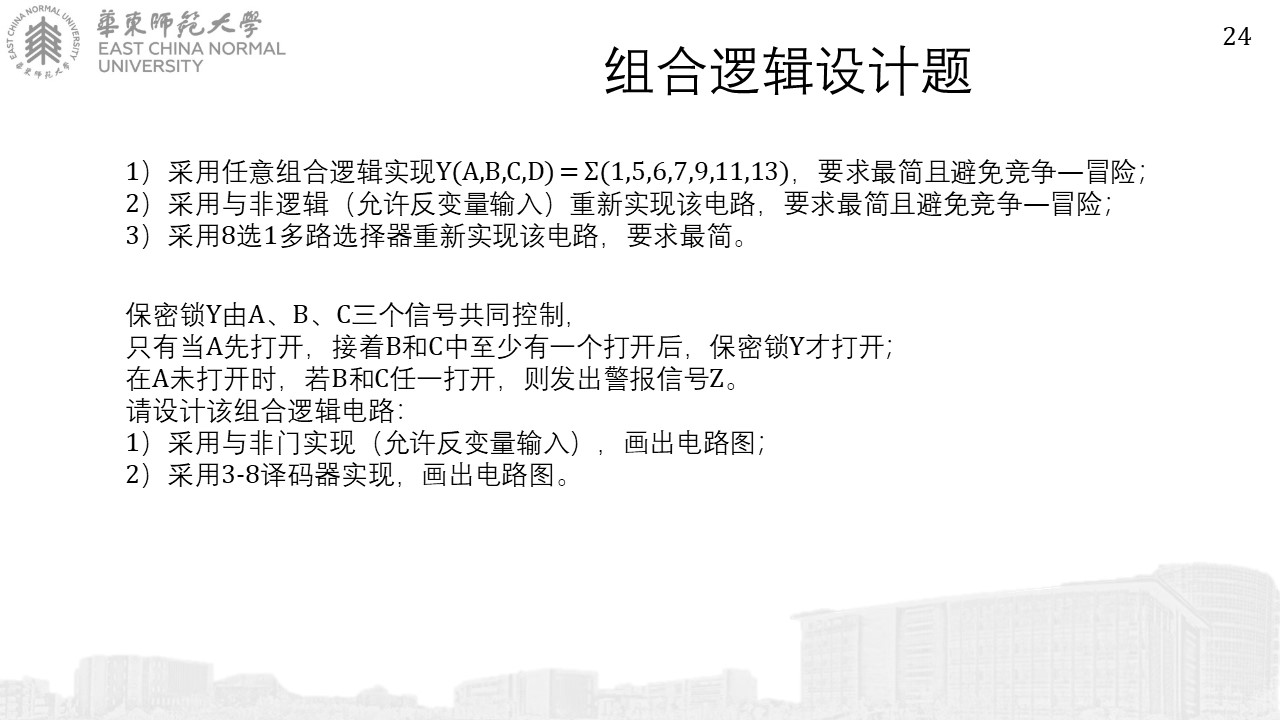 華東師範大學
EAST CHINA NORMAL
UNIVERSITY
EAST CHINA NORMAL UNIVERSITY
華東師範大學
24
组合逻辑设计题
1）采用任意组合逻辑实现Y(A,B,C,D) = Σ(1,5,6,7,9,11,13)，要求最简且避免竞争—冒险；
2）采用与非逻辑（允许反变量输入）重新实现该电路，要求最简且避免竞争—冒险；
3）采用8选1多路选择器重新实现该电路，要求最简。
保密锁Y由A、B、C三个信号共同控制，
只有当A先打开，接着B和C中至少有一个打开后，保密锁Y才打开；
在A未打开时，若B和C任一打开，则发出警报信号Z。
请设计该组合逻辑电路：
1）采用与非门实现（允许反变量输入），画出电路图；
2）采用3-8译码器实现，画出电路图。